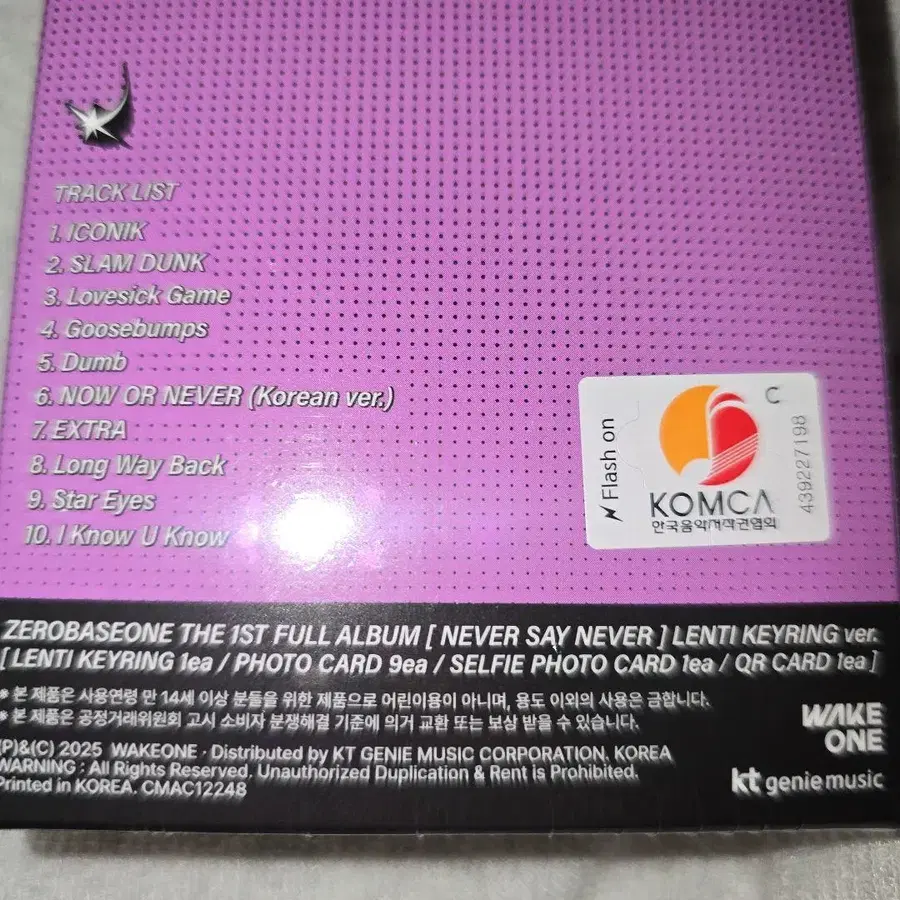 TRACK LIST
1. ICONIK
2. SLAM DUNK
3. Lovesick Game
4. Goosebumps
5. Dumb
6. NOW OR NEVER (Korean ver.)
7. EXTRA
8. Long Way Back
9. Star Eyes
10. I Know U Know
Flash on
C
439227198
KOMCA
한국음악저작권협회
ZEROBASEONE THE 1ST FULL ALBUM [ NEVER SAY NEVER ] LENTI KEYRING ver.
[ LENTI KEYRING 1ea / PHOTO CARD 9ea / SELFIE PHOTO CARD 1ea / QR CARD 1ea ]
* 본 제품은 사용연령 만 14세 이상 분들을 위한 제품으로 어린이용이 아니며, 용도 이외의 사용은 금합니다.
* 본 제품은 공정거래위원회 고시 소비자 분쟁해결 기준에 의거 교환 또는 보상 받을 수 있습니다.
(P)&(C) 2025 WAKEONE · Distributed by KT GENIE MUSIC CORPORATION. KOREA
WARNING : All Rights Reserved. Unauthorized Duplication & Rent is Prohibited.
Printed in KOREA. CMAC12248
WAKE
ONE
kt genie music